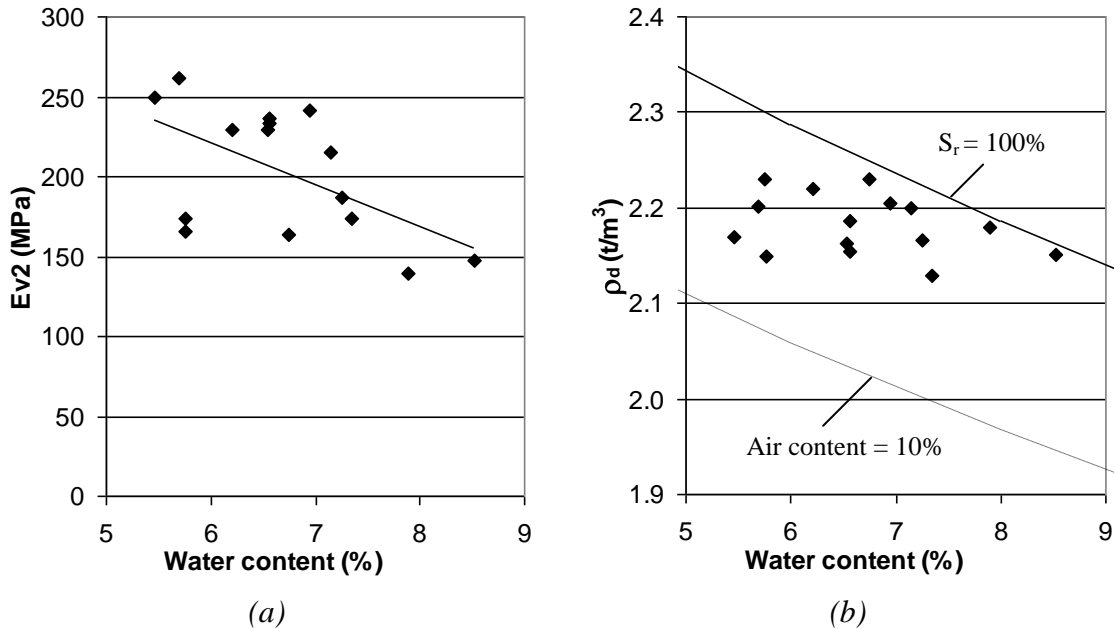 300
250
200
150
100
50
0
Ev2 (MPa)
5 6 7 8 9
Water content (%)
(a)
2.4
2.3
2.2
2.1
2.0
1.9
ρd (t/m³)
Sr = 100%
Air content = 10%
5 6 7 8 9
Water content (%)
(b)